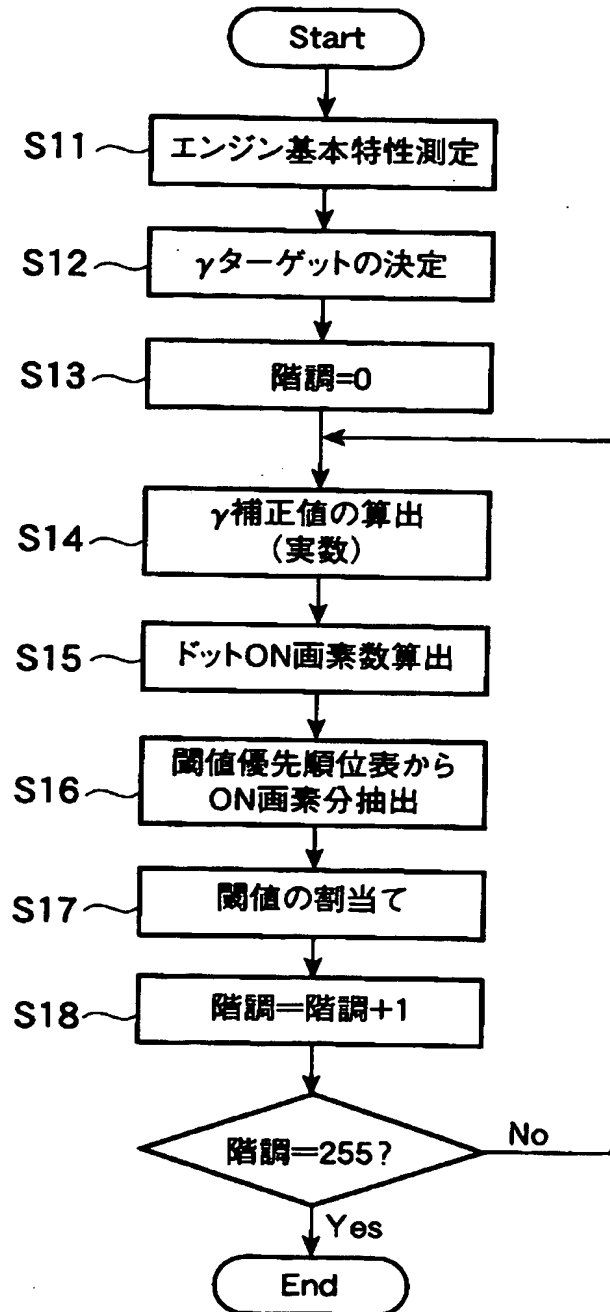 Start
S11
エンジン基本特性測定
S12
γターゲットの決定
S13
階調=0
S14
γ補正値の算出
(実数)
S15
ドットON画素数算出
S16
閾値優先順位表から
ON画素分抽出
S17
閾値の割当て
S18
階調=階調+1
階調=255?
No
Yes
End